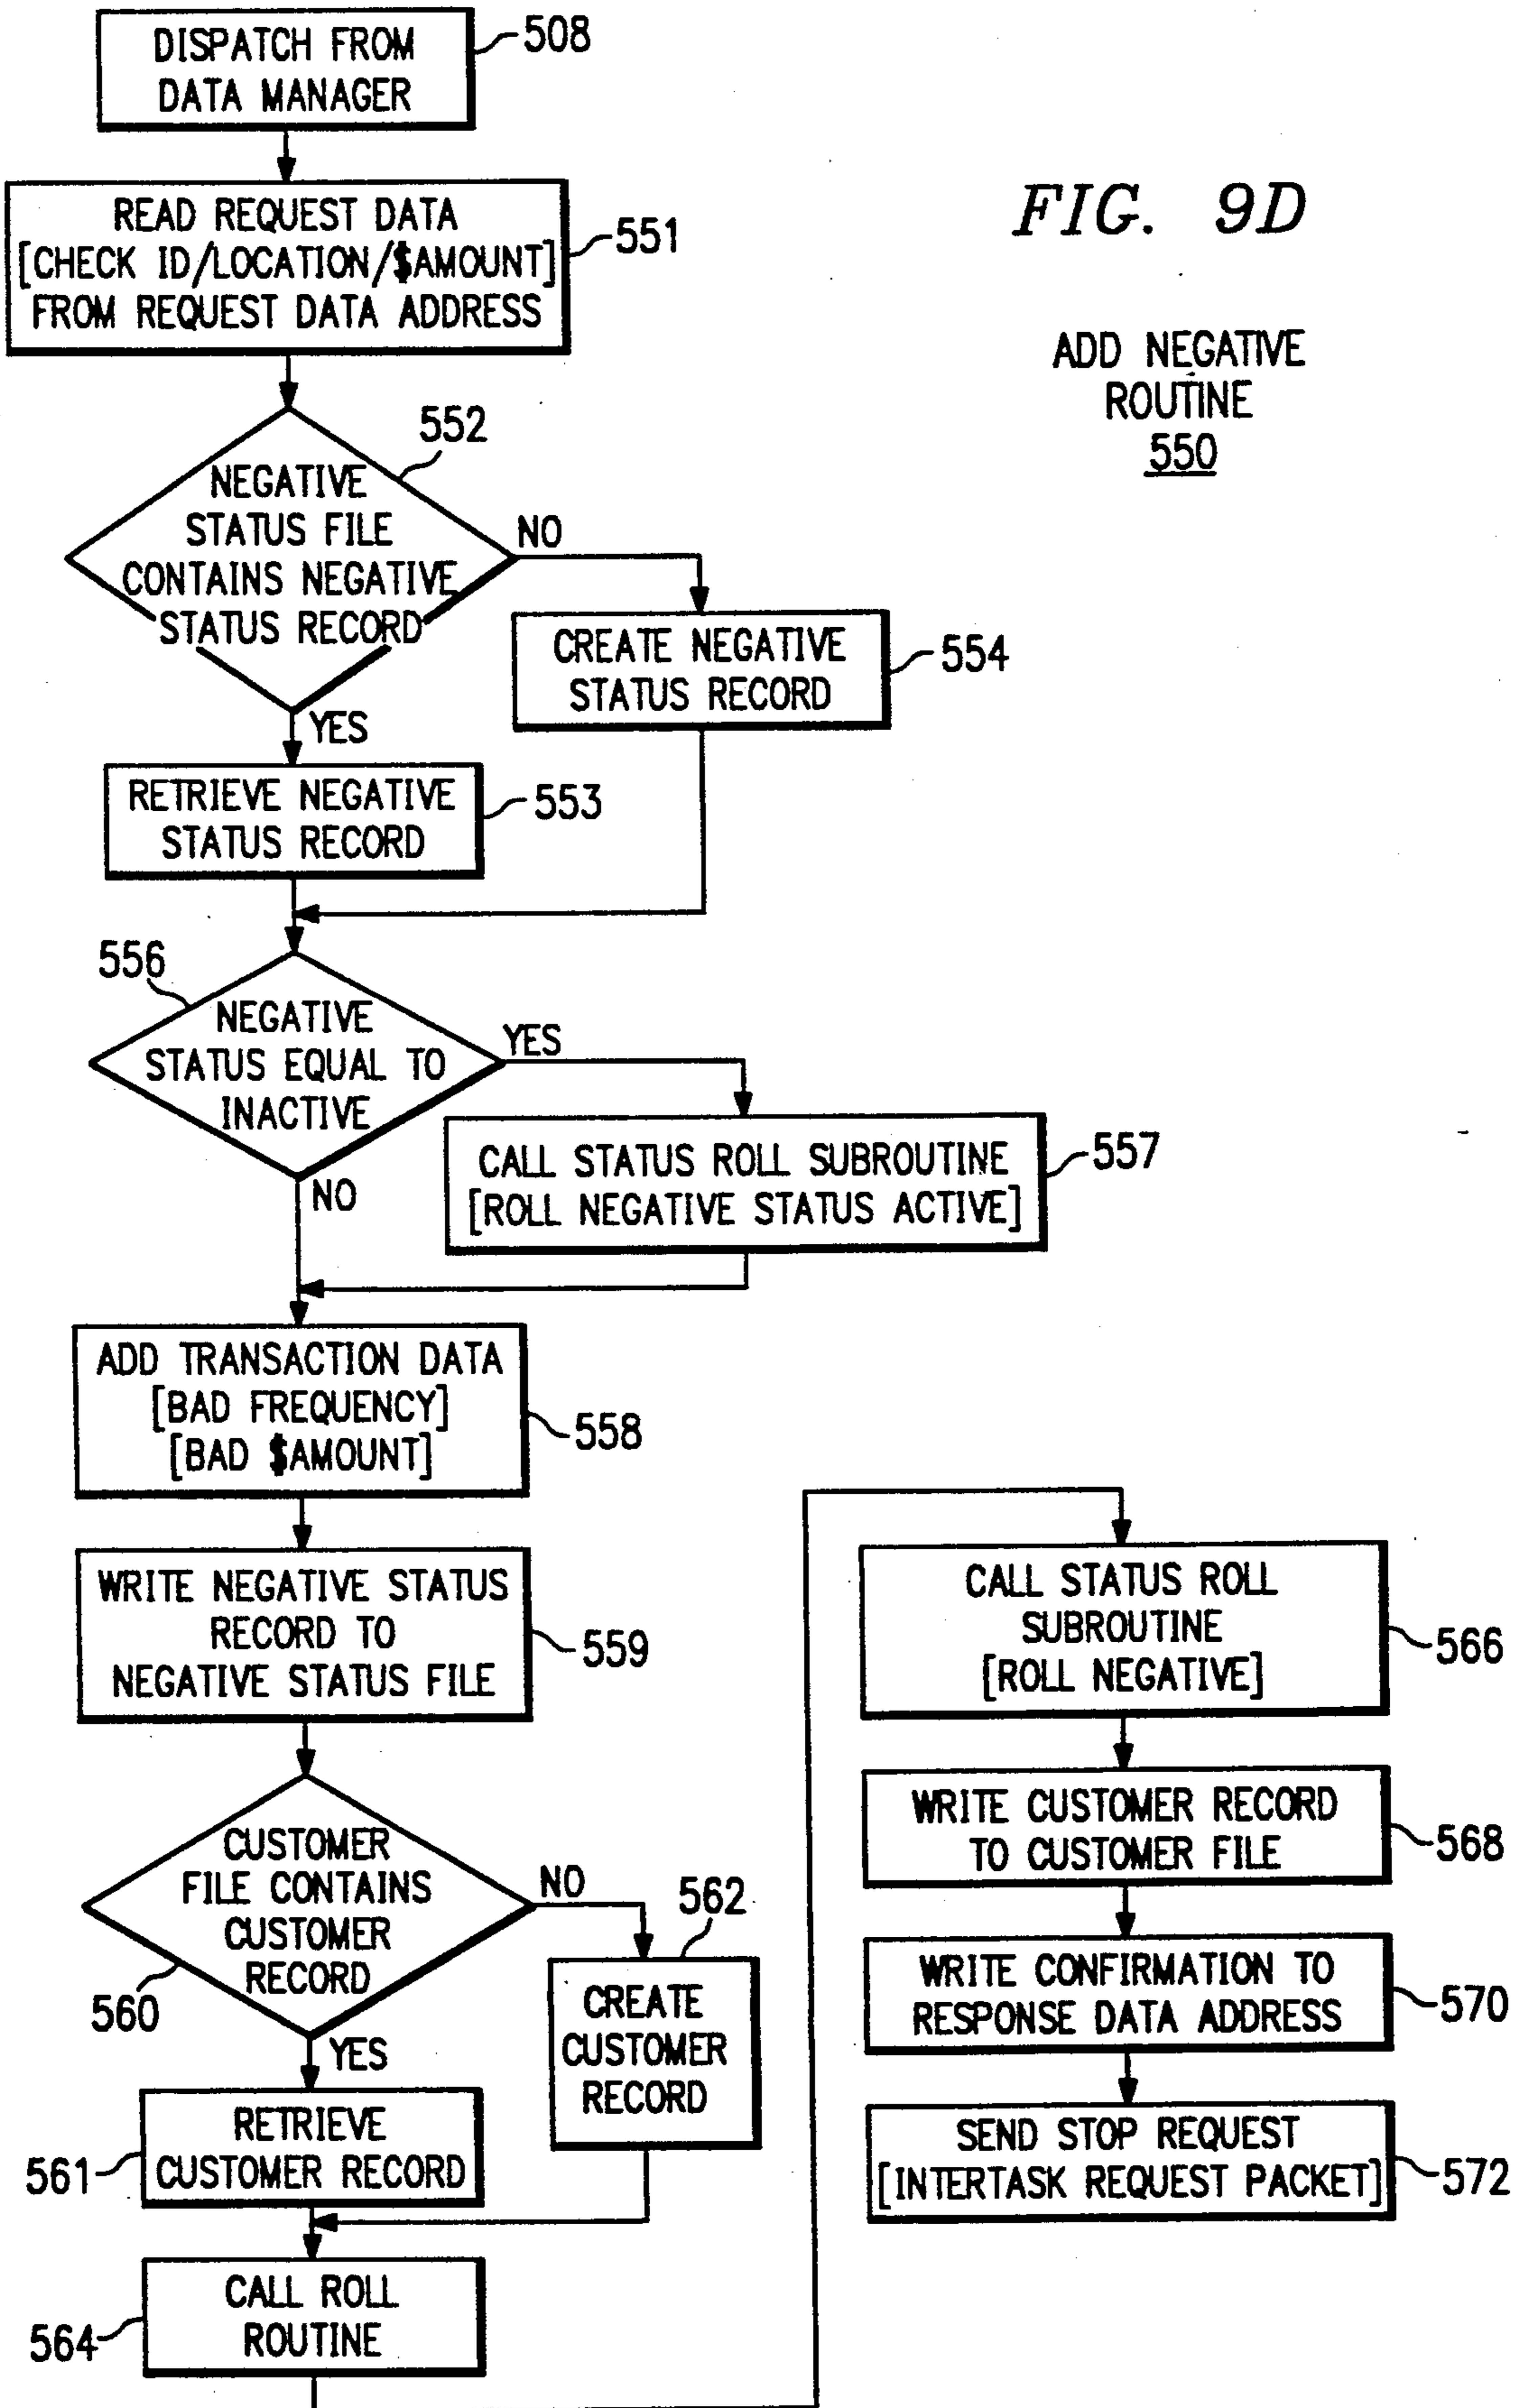 DISPATCH FROM
DATA MANAGER
508
READ REQUEST DATA
[CHECK ID/LOCATION/$AMOUNT]
FROM REQUEST DATA ADDRESS
551
FIG. 9D
ADD NEGATIVE
ROUTINE
550
552
NEGATIVE
STATUS FILE
CONTAINS NEGATIVE
STATUS RECORD
NO
CREATE NEGATIVE
STATUS RECORD
554
YES
RETRIEVE NEGATIVE
STATUS RECORD
553
556
NEGATIVE
STATUS EQUAL TO
INACTIVE
YES
CALL STATUS ROLL SUBROUTINE
[ROLL NEGATIVE STATUS ACTIVE]
557
NO
ADD TRANSACTION DATA
[BAD FREQUENCY]
[BAD $AMOUNT]
558
WRITE NEGATIVE STATUS
RECORD TO
NEGATIVE STATUS FILE
559
CUSTOMER
FILE CONTAINS
CUSTOMER
RECORD
560
NO
562
CREATE
CUSTOMER
RECORD
YES
RETRIEVE
CUSTOMER RECORD
561
CALL ROLL
ROUTINE
564
CALL STATUS ROLL
SUBROUTINE
[ROLL NEGATIVE]
566
WRITE CUSTOMER RECORD
TO CUSTOMER FILE
568
WRITE CONFIRMATION TO
RESPONSE DATA ADDRESS
570
SEND STOP REQUEST
[INTERTASK REQUEST PACKET]
572